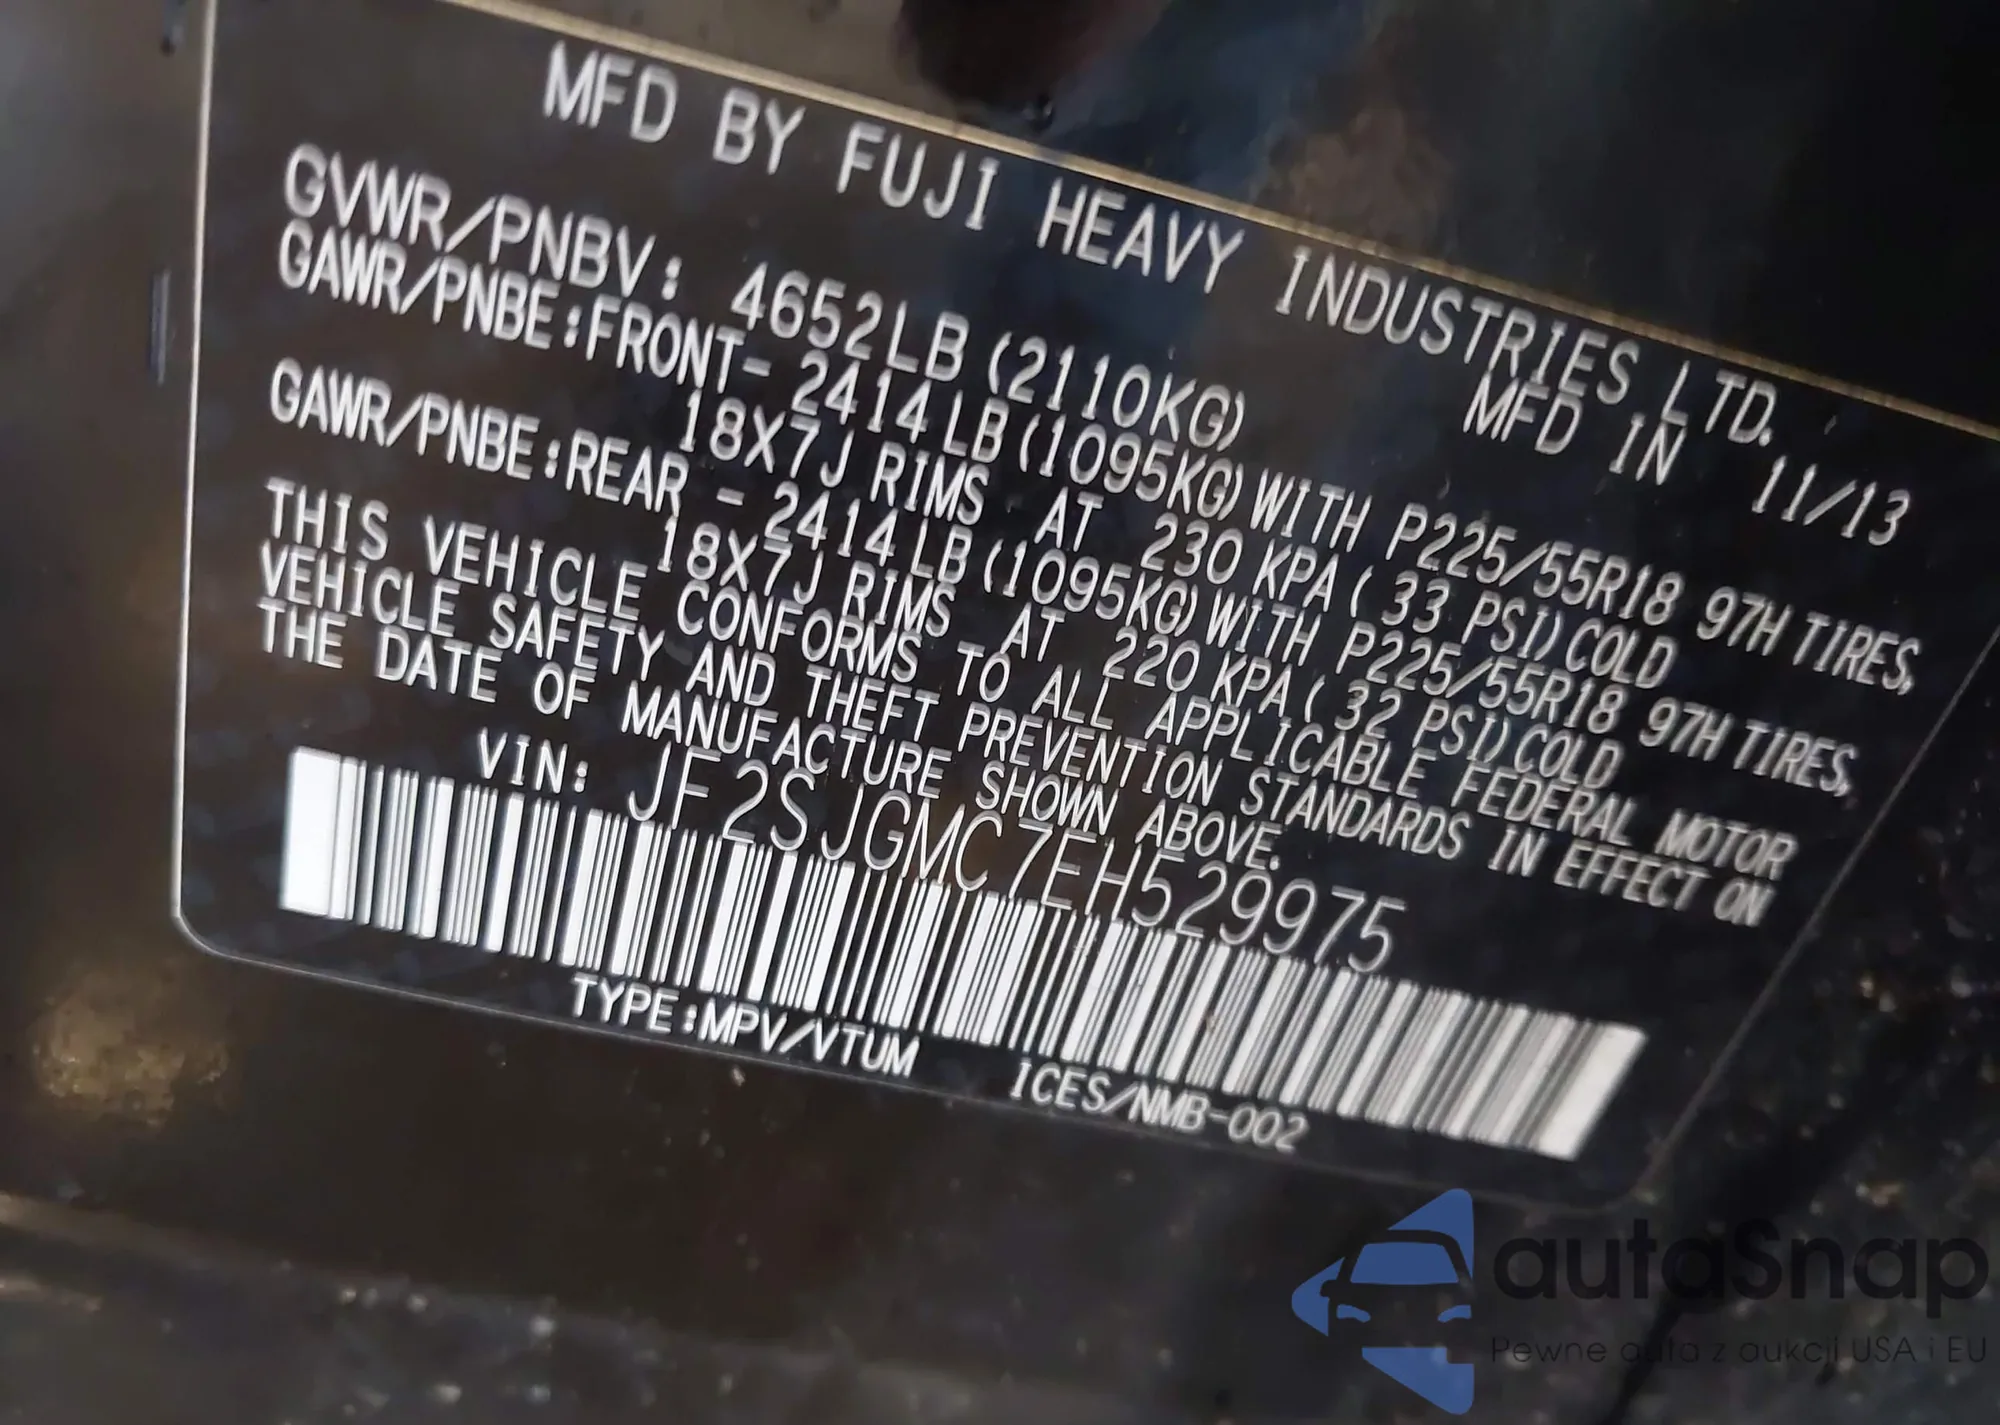 MFD BY FUJI HEAVY INDUSTRIES LTD.
MFD IN 11/13
GVWR/PNBV: 4652LB (2110KG)
GAWR/PNBE:FRONT- 2414LB(1095KG)WITH P225/55R18 97H TIRES,
18X7J RIMS AT 230 KPA( 33 PSI)COLD
GAWR/PNBE:REAR - 2414LB(1095KG)WITH P225/55R18 97H TIRES,
18X7J RIMS AT 220 KPA( 32 PSI)COLD
THIS VEHICLE CONFORMS TO ALL APPLICABLE FEDERAL MOTOR
VEHICLE SAFETY AND THEFT PREVENTION STANDARDS IN EFFECT ON
THE DATE OF MANUFACTURE SHOWN ABOVE.
VIN: JF2SJGMC7EH529975
TYPE:MPV/VTUM ICES/NMB-002
autaSnap
Pewne auta z aukcji USA i EU